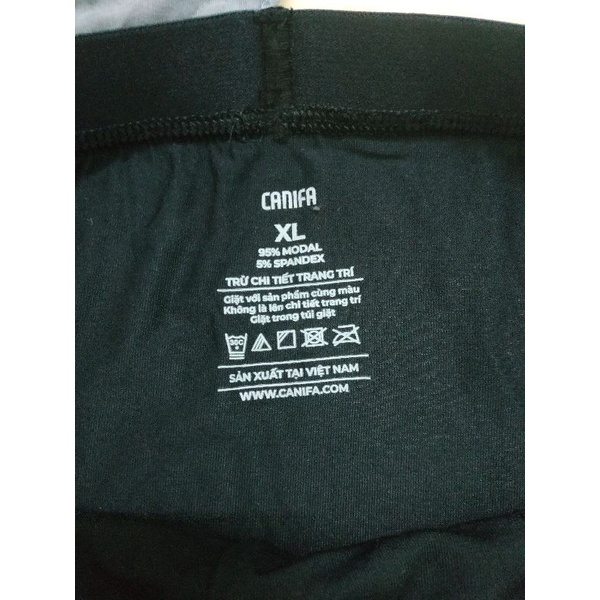 CANIFA
XL
95% MODAL
5% SPANDEX
TRỪ CHI TIẾT TRANG TRÍ
Giặt với sản phẩm cùng màu
Không là lên chi tiết trang trí
Giặt trong túi giặt
30C
SẢN XUẤT TẠI VIỆT NAM
WWW.CANIFA.COM